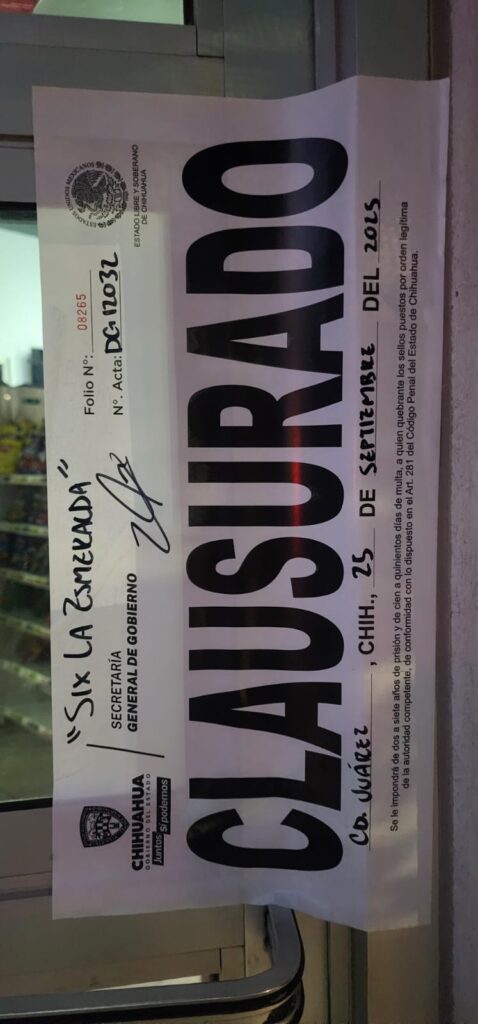 "SIX LA ESMERALDA"
CHIHUAHUA
GOBIERNO DEL ESTADO
Juntos Sí podemos
SECRETARÍA
GENERAL DE GOBIERNO
Folio N°: 08265
N°. Acta: DG12032
ESTADOS UNIDOS MEXICANOS
ESTADO LIBRE Y SOBERANO
DE CHIHUAHUA
CLAUSURADO
CD. JUÁREZ, CHIH., 25 DE SEPTIEMBRE DEL 2025
Se le impondrá de dos a siete años de prisión y de cien a quinientos días de multa, a quien quebrante los sellos puestos por orden legítima
de la autoridad competente, de conformidad con lo dispuesto en el Art. 281 del Código Penal del Estado de Chihuahua.